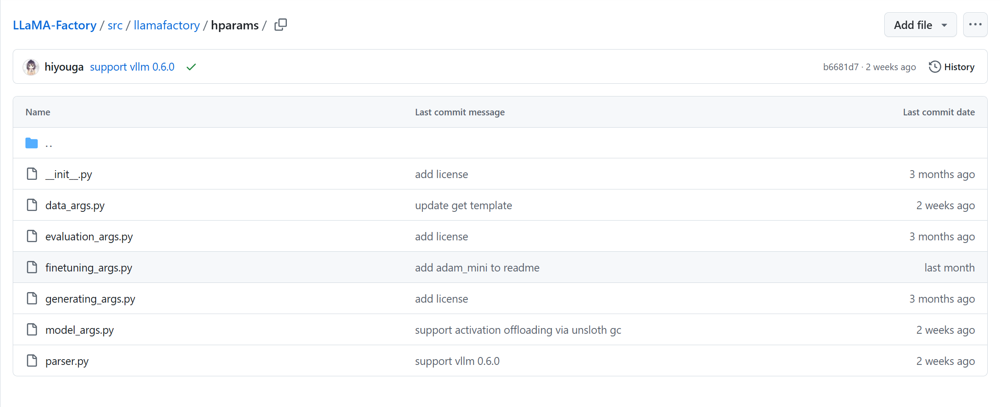 LLaMA-Factory / src / llamafactory / hparams /
Add file
hiyouga support vllm 0.6.0
b6681d7 · 2 weeks ago
History
Name Last commit message Last commit date
..
__init__.py add license 3 months ago
data_args.py update get template 2 weeks ago
evaluation_args.py add license 3 months ago
finetuning_args.py add adam_mini to readme last month
generating_args.py add license 3 months ago
model_args.py support activation offloading via unsloth gc 2 weeks ago
parser.py support vllm 0.6.0 2 weeks ago